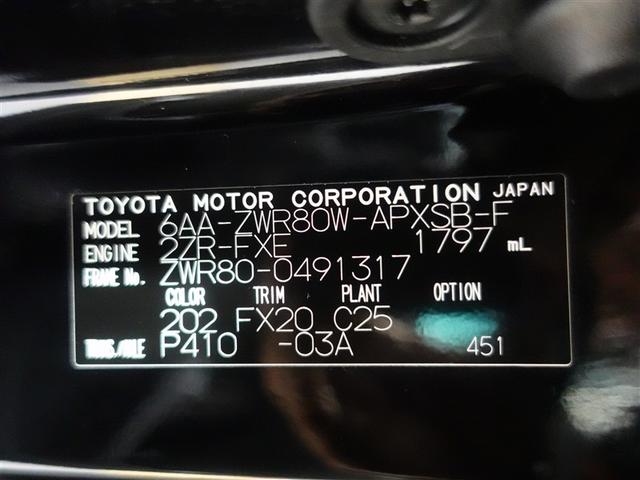 TOYOTA MOTOR CORPORATION JAPAN
MODEL 6AA-ZWR80W-APXSB-F
ENGINE 2ZR-FXE 1797 mL
FRAME No. ZWR80-0491317
COLOR TRIM PLANT OPTION
202 FX20 C25
TRANS/AXLE P410 -03A 451